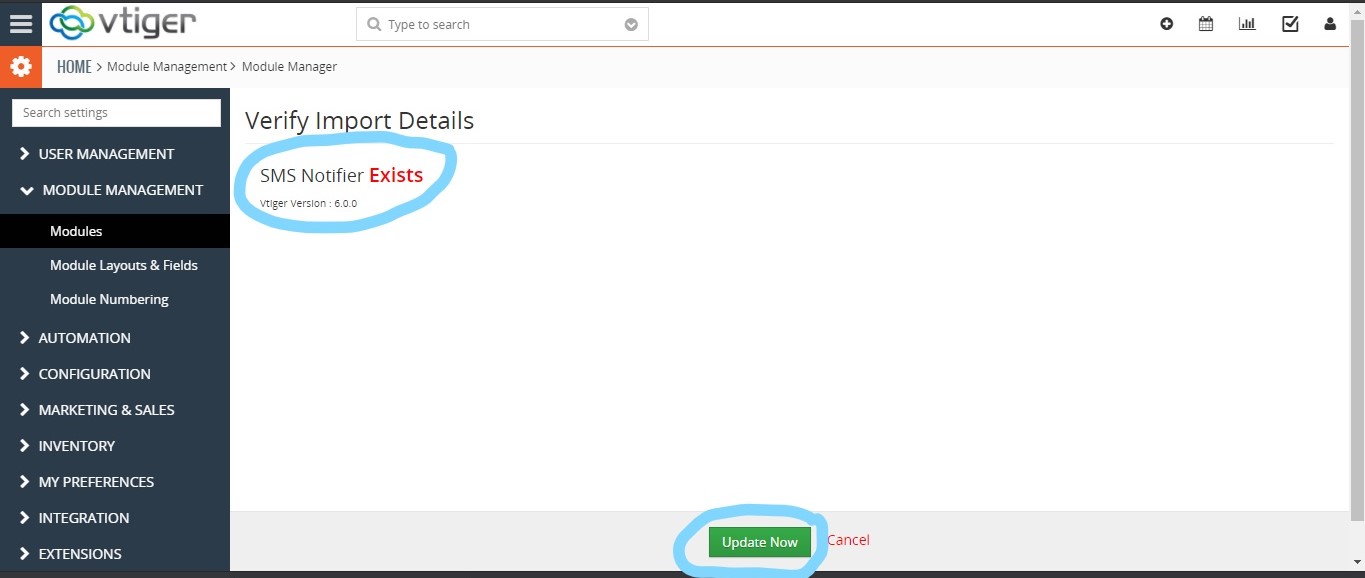 vtiger
Type to search
HOME > Module Management > Module Manager
Search settings
USER MANAGEMENT
MODULE MANAGEMENT
Modules
Module Layouts & Fields
Module Numbering
AUTOMATION
CONFIGURATION
MARKETING & SALES
INVENTORY
MY PREFERENCES
INTEGRATION
EXTENSIONS
Verify Import Details
SMS Notifier Exists
Vtiger Version : 6.0.0
Update Now Cancel